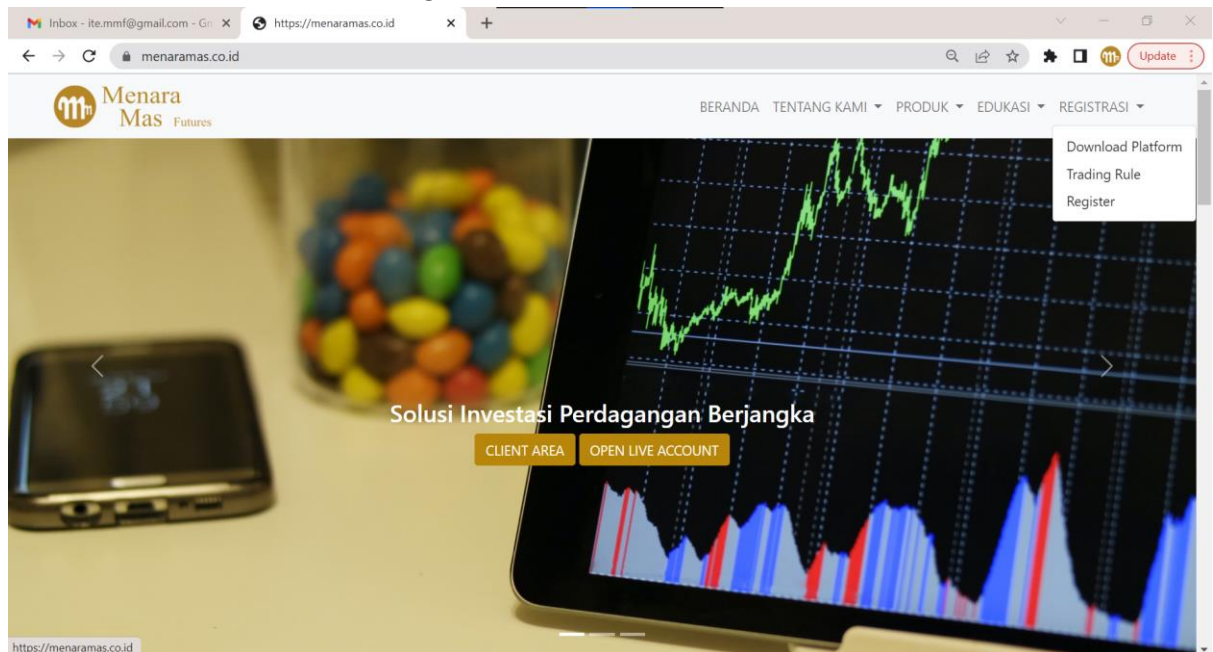 Inbox - ite.mmf@gmail.com - Gm
https://menaramas.co.id
menaramas.co.id
Update
Menara
Mas Futures
BERANDA TENTANG KAMI PRODUK EDUKASI REGISTRASI
Download Platform
Trading Rule
Register
Solusi Investasi Perdagangan Berjangka
CLIENT AREA OPEN LIVE ACCOUNT
https://menaramas.co.id